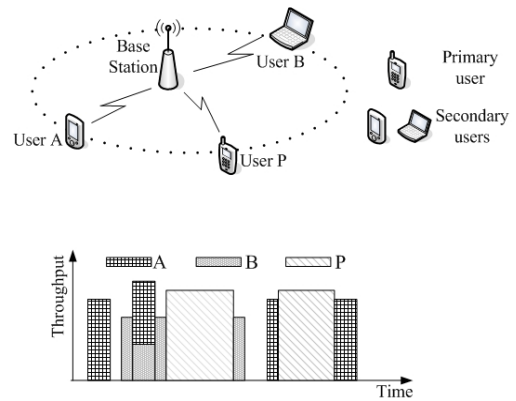 Base
Station
User B
User A
User P
Primary
user
Secondary
users
Throughput
A
B
P
Time